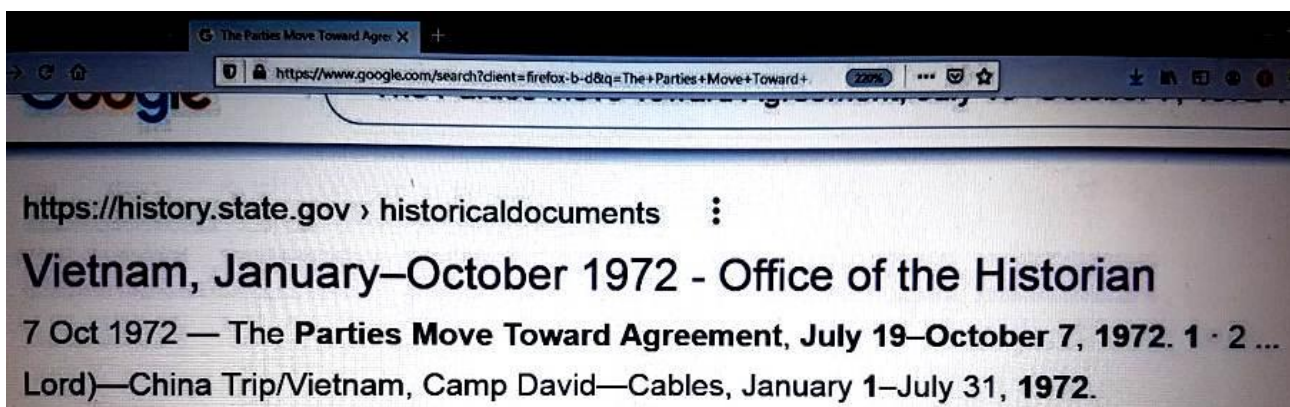 The Parties Move Toward Agree
https://www.google.com/search?client=firefox-b-d&q=The+Parties+Move+Toward+ 220%
Google
https://history.state.gov › historicaldocuments
Vietnam, January–October 1972 - Office of the Historian
7 Oct 1972 — The Parties Move Toward Agreement, July 19–October 7, 1972. 1 · 2 ...
Lord)—China Trip/Vietnam, Camp David—Cables, January 1–July 31, 1972.